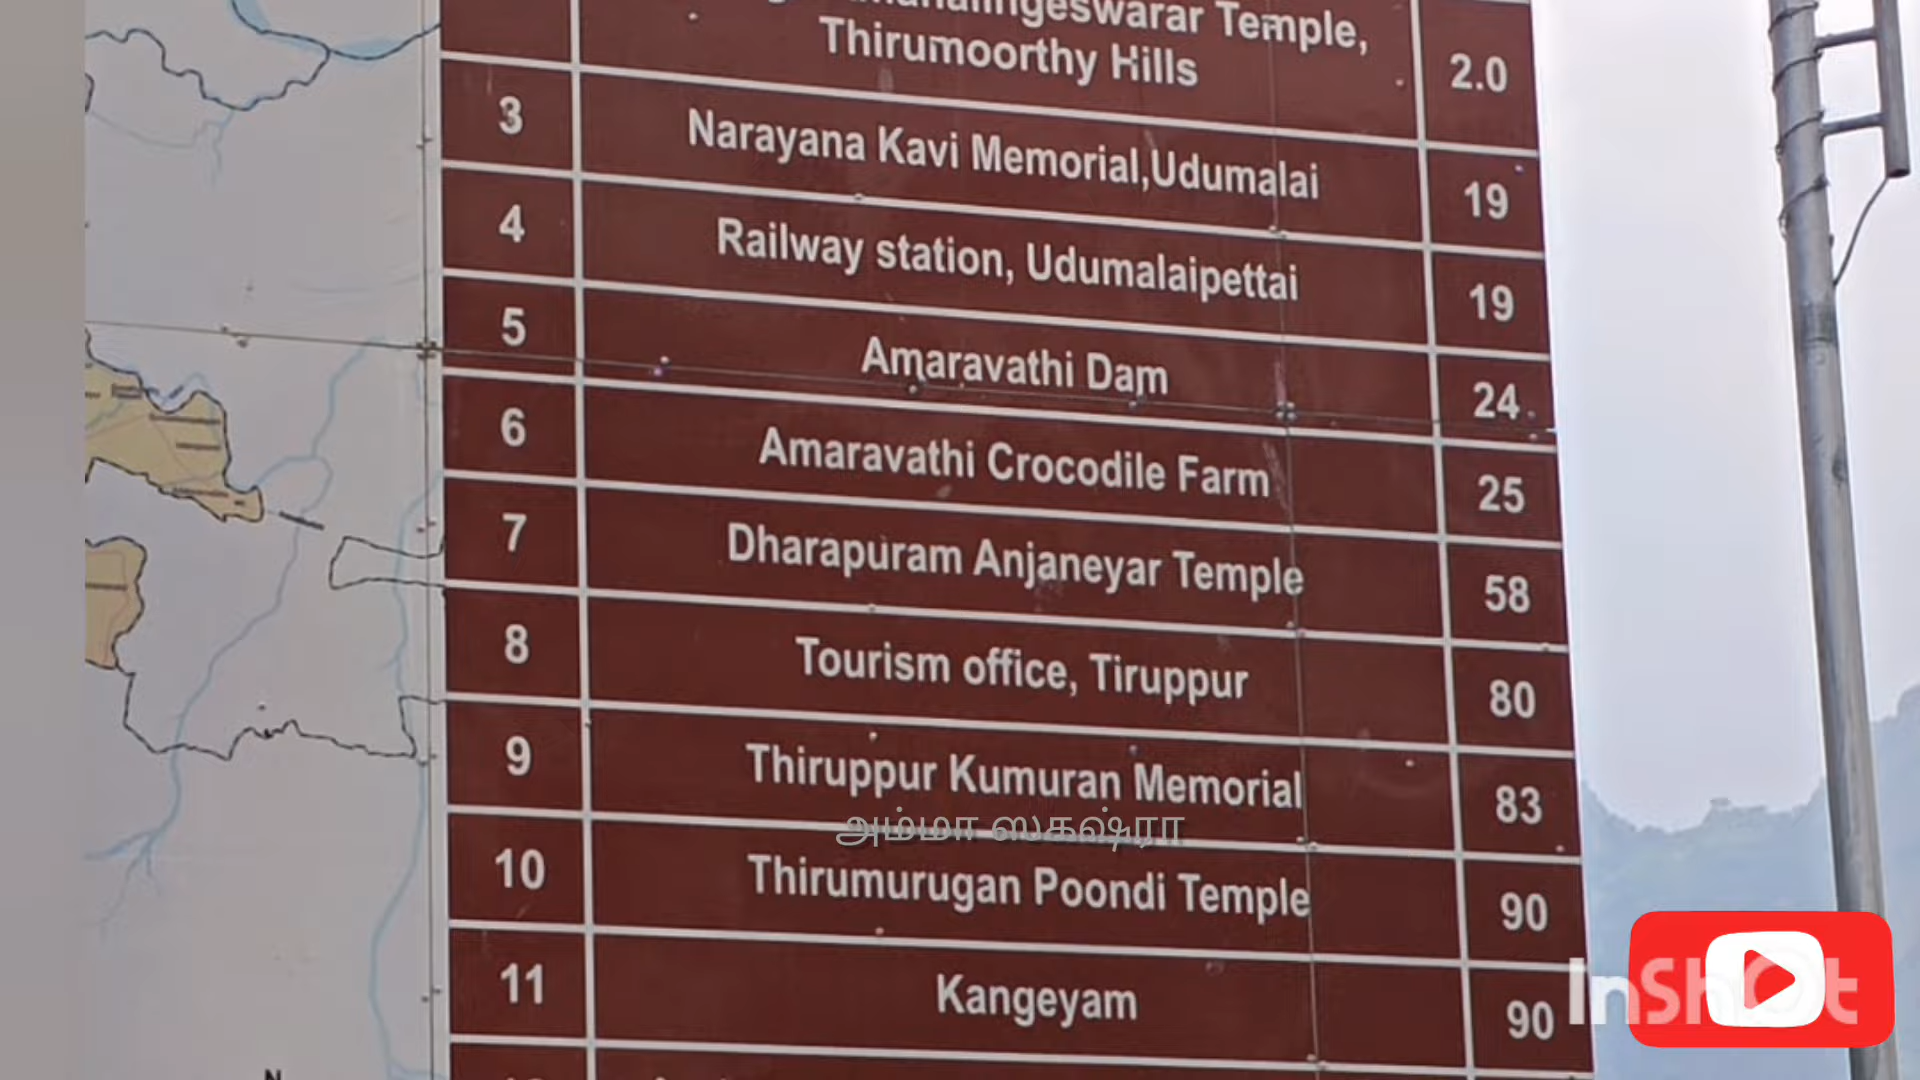 Temple,
Thirumoorthy Hills
2.0
3 Narayana Kavi Memorial,Udumalai 19
4 Railway station, Udumalaipettai 19
5 Amaravathi Dam 24
6 Amaravathi Crocodile Farm 25
7 Dharapuram Anjaneyar Temple 58
8 Tourism office, Tiruppur 80
9 Thiruppur Kumuran Memorial 83
அம்மா ஸகஷ்ரா
10 Thirumurugan Poondi Temple 90
11 Kangeyam 90
InShot
N